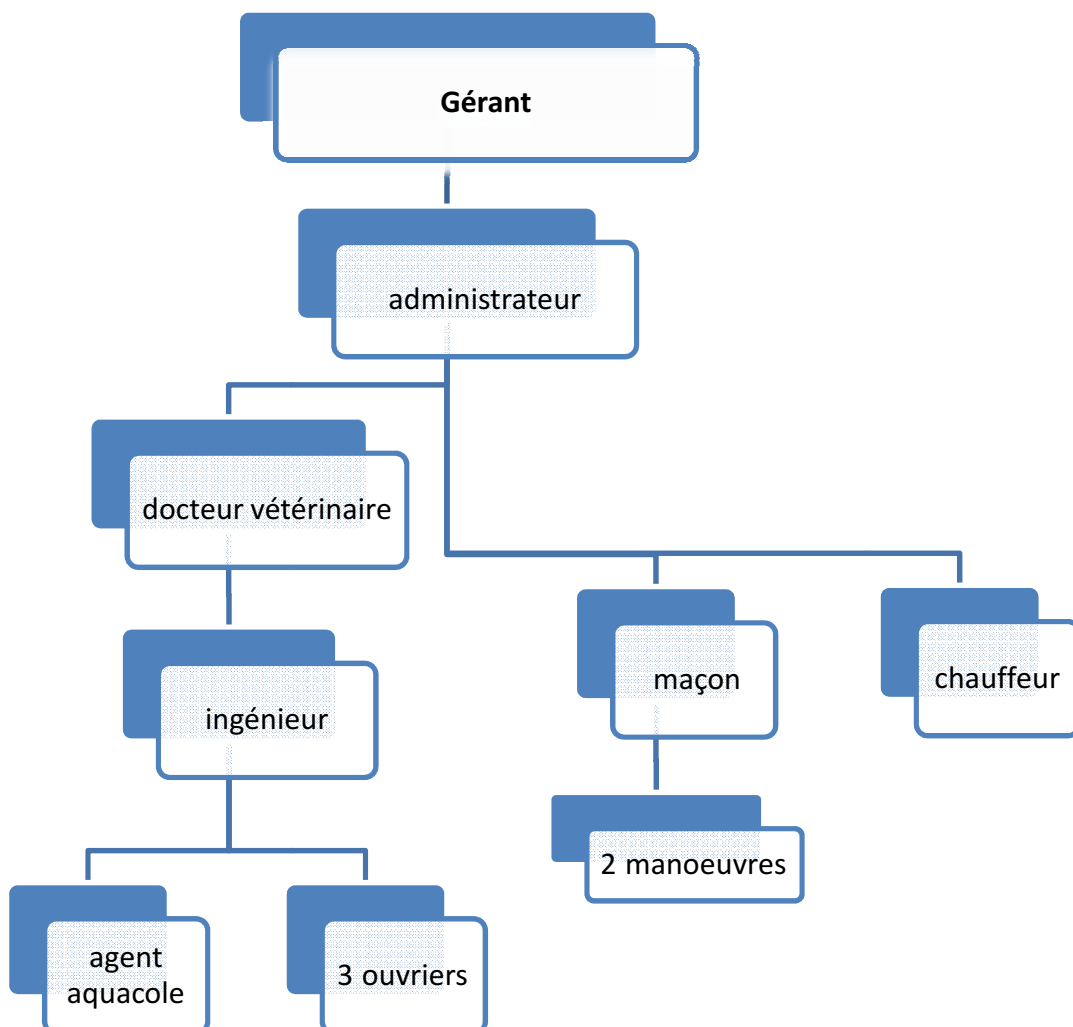 Gérant
administrateur
docteur vétérinaire
ingénieur
maçon
chauffeur
2 manoeuvres
agent
aquacole
3 ouvriers